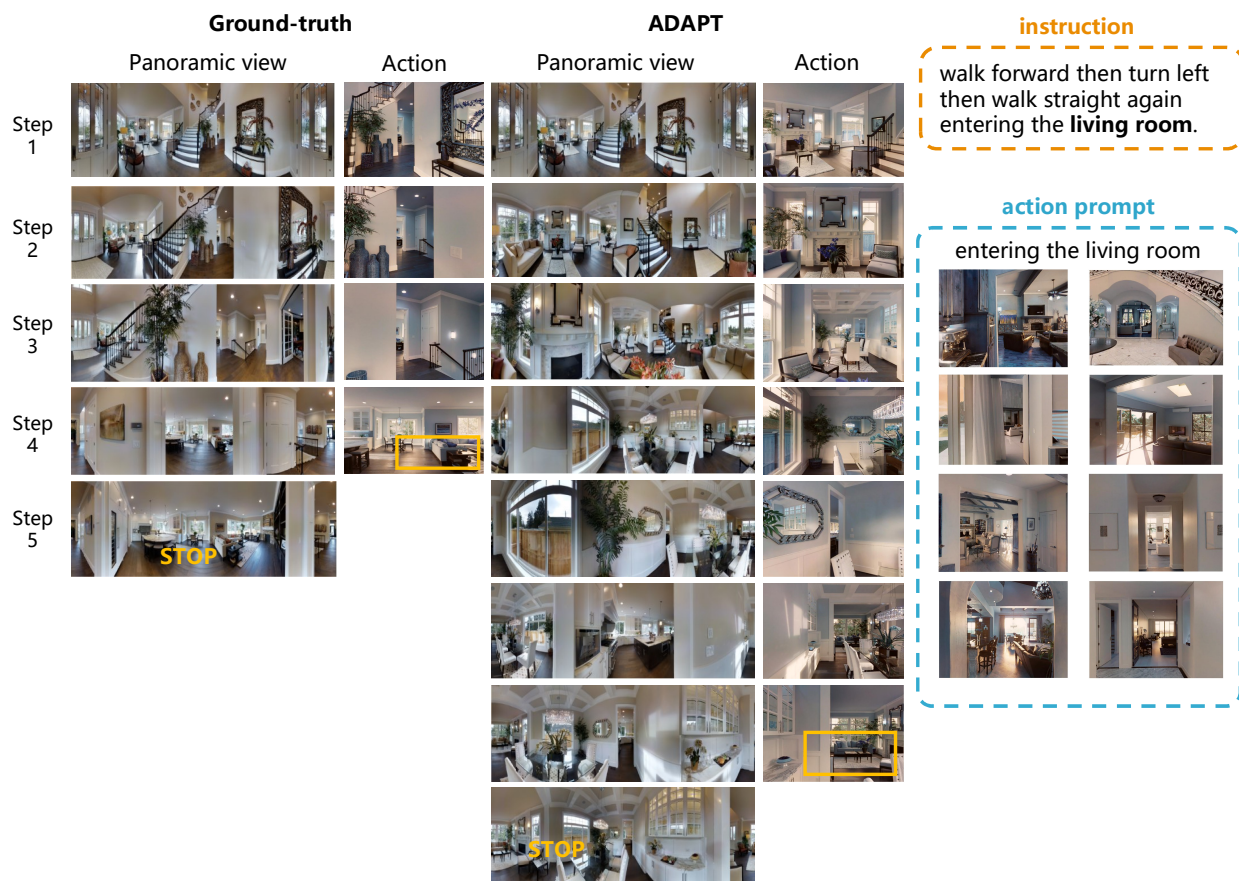 Ground-truth
ADAPT
instruction
Panoramic view
Action
Panoramic view
Action
walk forward then turn left
then walk straight again
entering the living room.
Step
1
Step
2
action prompt
entering the living room
Step
3
Step
4
Step
5
STOP
STOP